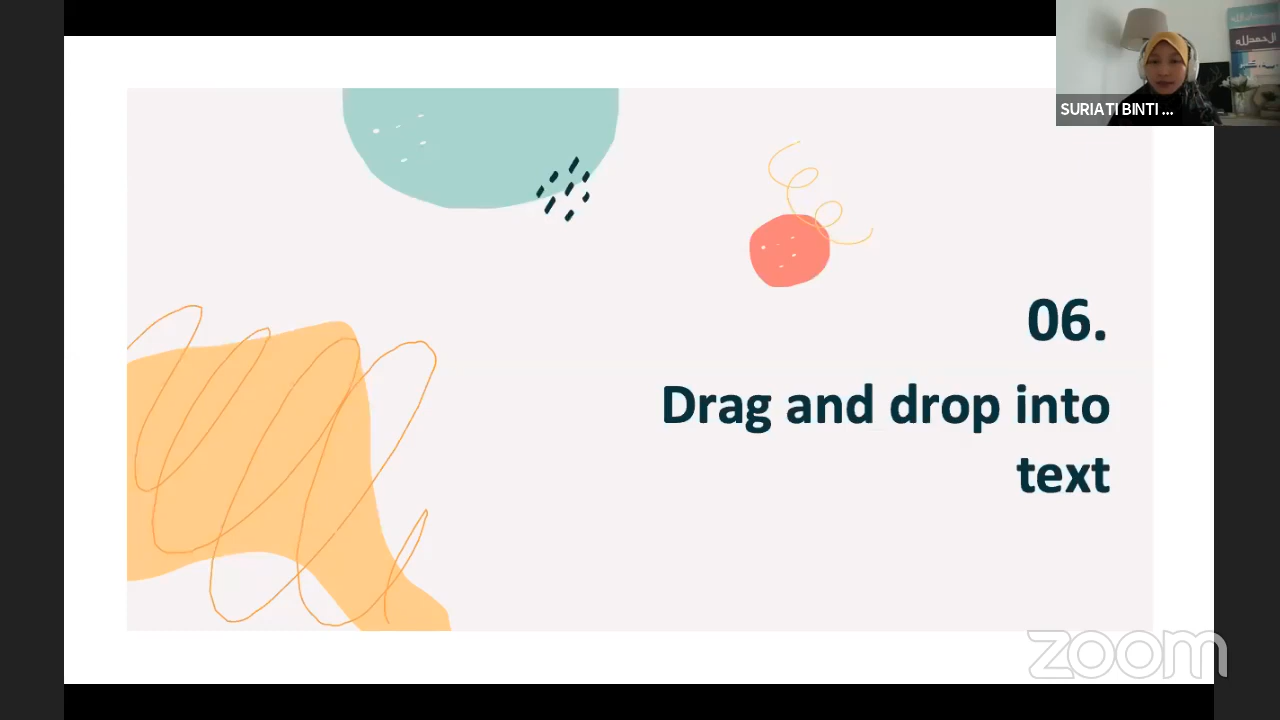 SURIATI BINTI ...
06.
Drag and drop into
text
zoom